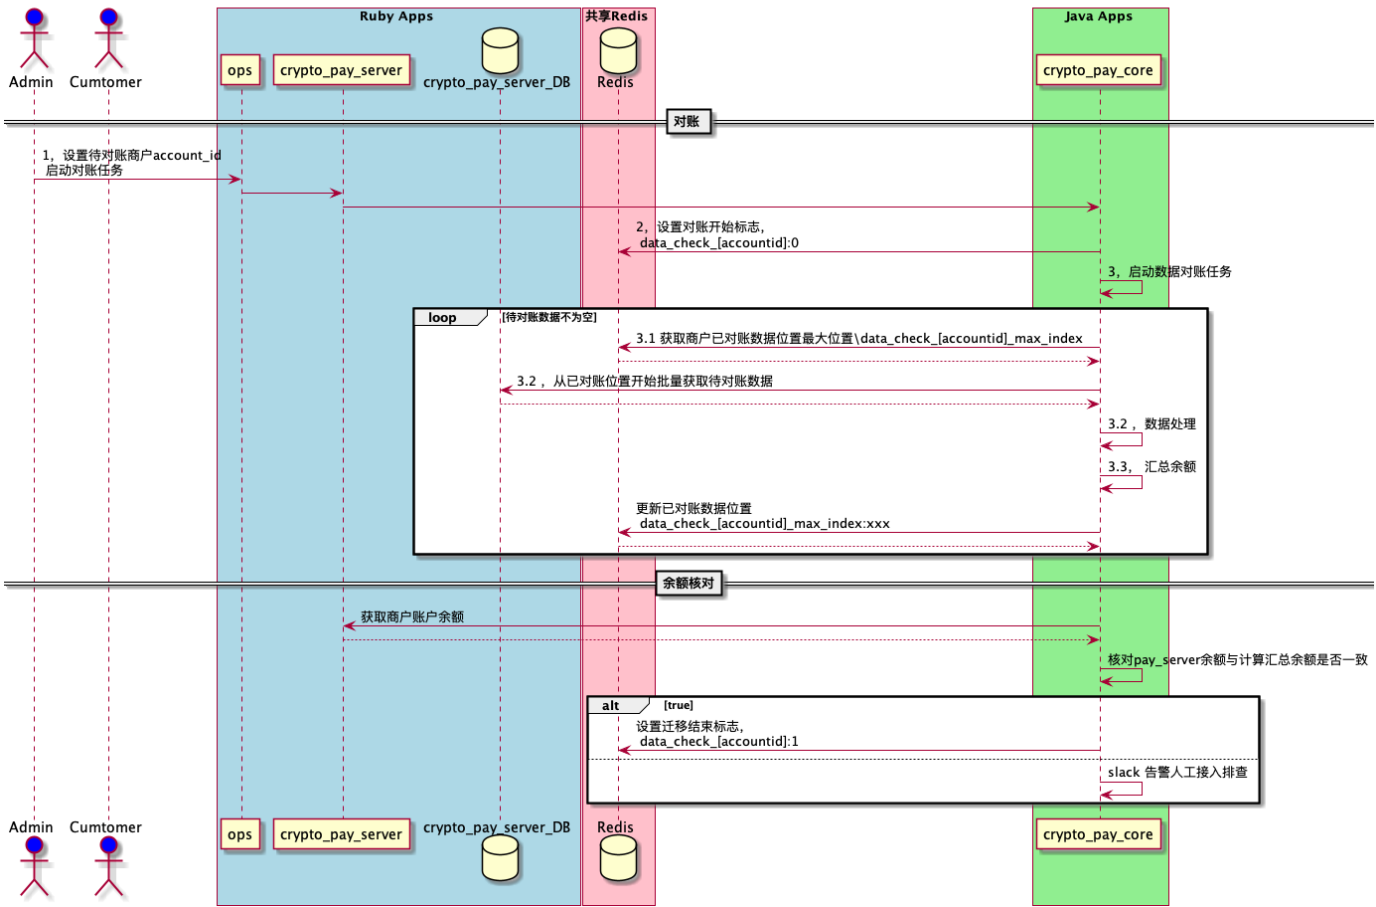 Ruby Apps
共享Redis
Java Apps
Admin
Cumtomer
ops
crypto_pay_server
crypto_pay_server_DB
Redis
crypto_pay_core
对账
1，设置待对账商户account_id
启动对账任务
2，设置对账开始标志，
data_check_[accountid]:0
3，启动数据对账任务
loop
[待对账数据不为空]
3.1 获取商户已对账数据位置最大位置\data_check_[accountid]_max_index
3.2 ，从已对账位置开始批量获取待对账数据
3.2 ，数据处理
3.3， 汇总余额
更新已对账数据位置
data_check_[accountid]_max_index:xxx
余额核对
获取商户账户余额
核对pay_server余额与计算汇总余额是否一致
alt
[true]
设置迁移结束标志，
data_check_[accountid]:1
slack 告警人工接入排查
Admin
Cumtomer
ops
crypto_pay_server
crypto_pay_server_DB
Redis
crypto_pay_core